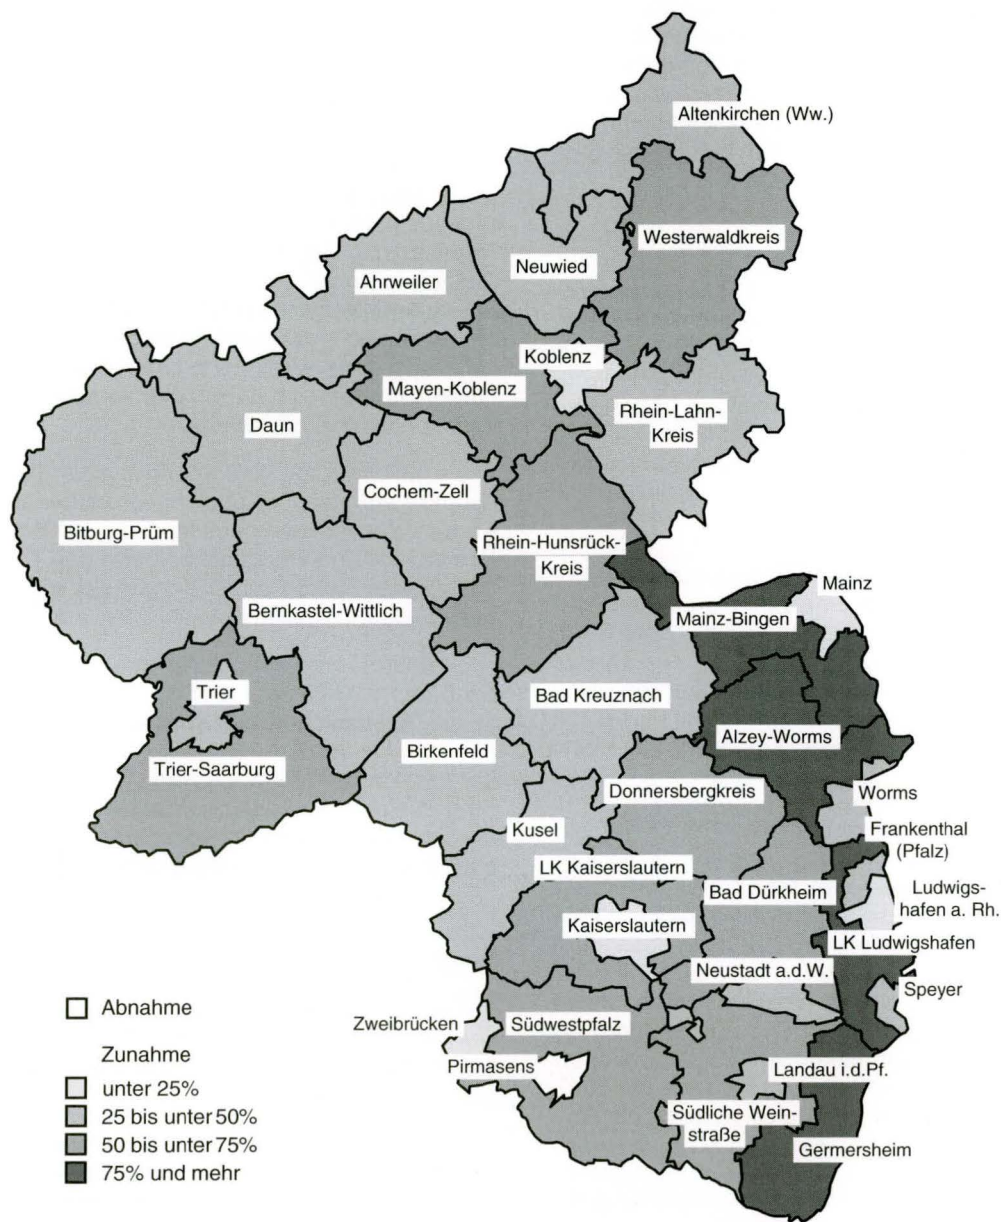 Altenkirchen (Ww.)
Westerwaldkreis
Neuwied
Ahrweiler
Koblenz
Mayen-Koblenz
Rhein-Lahn-
Kreis
Daun
Cochem-Zell
Bitburg-Prüm
Rhein-Hunsrück-
Kreis
Mainz
Bernkastel-Wittlich
Mainz-Bingen
Trier
Bad Kreuznach
Alzey-Worms
Birkenfeld
Trier-Saarburg
Donnersbergkreis
Worms
Kusel
Frankenthal
(Pfalz)
LK Kaiserslautern
Bad Dürkheim
Ludwigs-
hafen a. Rh.
Kaiserslautern
LK Ludwigshafen
Neustadt a.d.W.
Speyer
Zweibrücken
Südwestpfalz
Pirmasens
Landau i.d.Pf.
Südliche Wein-
straße
Germersheim
Abnahme
Zunahme
unter 25%
25 bis unter 50%
50 bis unter 75%
75% und mehr